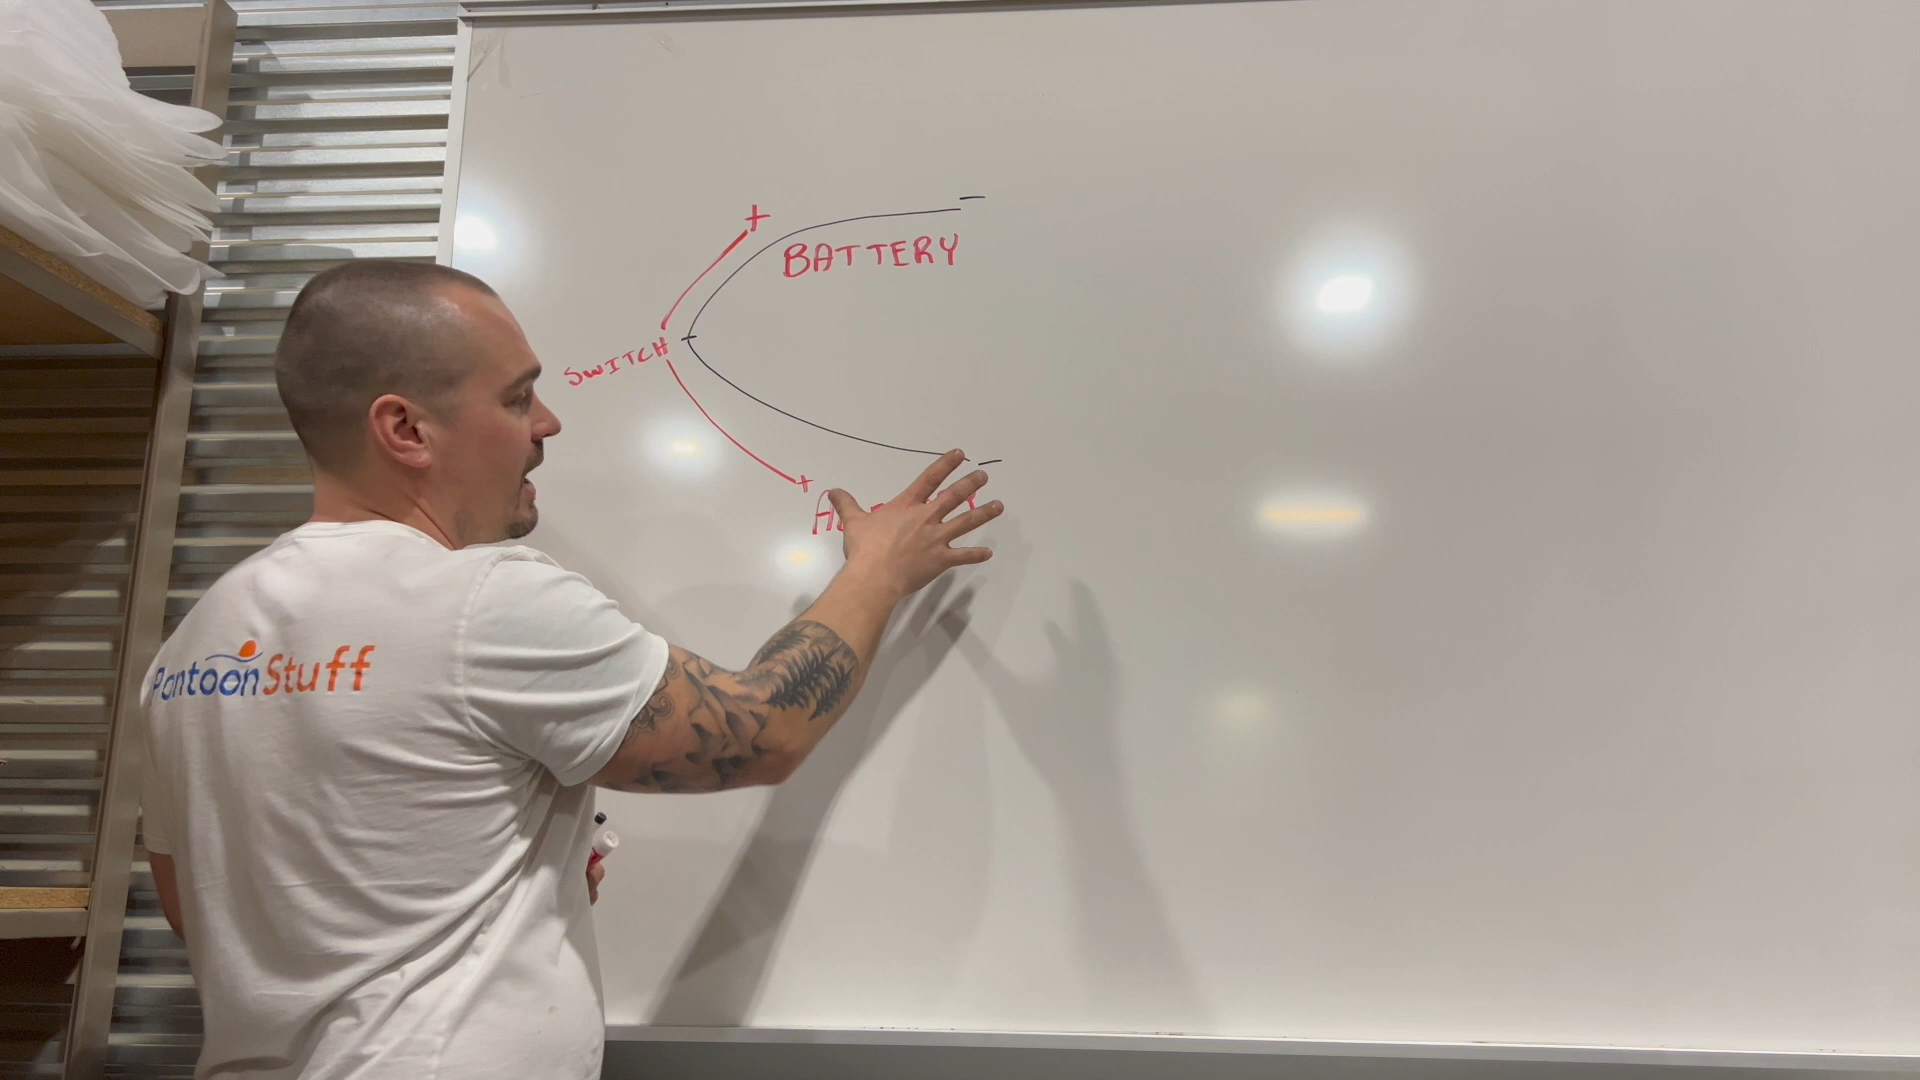 +
−
BATTERY
SWITCH −
−
+
PontoonStuff